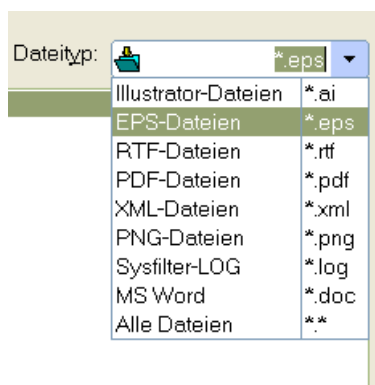 Dateityp: *.eps
Illustrator-Dateien *.ai
EPS-Dateien *.eps
RTF-Dateien *.rtf
PDF-Dateien *.pdf
XML-Dateien *.xml
PNG-Dateien *.png
Sysfilter-LOG *.log
MS Word *.doc
Alle Dateien *.*